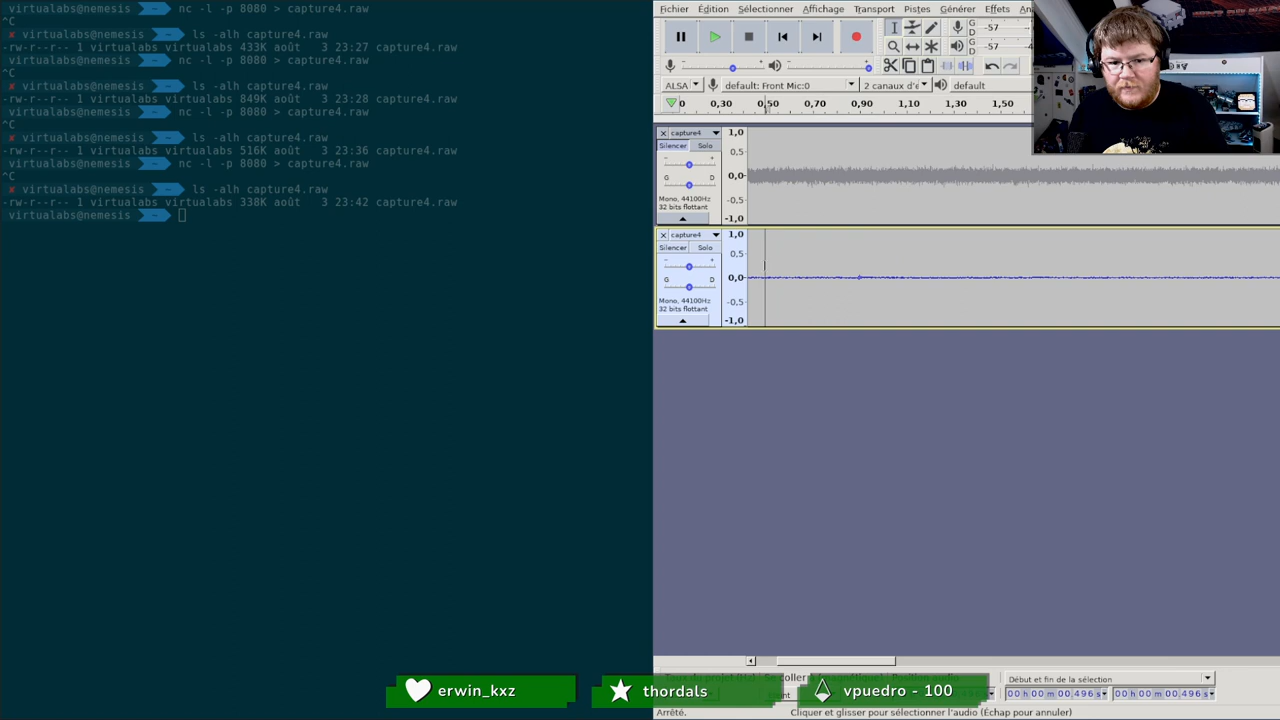 virtualabs@nemesis ~ nc -l -p 8080 > capture4.raw
^C
✘ virtualabs@nemesis ~ ls -alh capture4.raw
-rw-r--r-- 1 virtualabs virtualabs 433K août   3 23:27 capture4.raw
virtualabs@nemesis ~ nc -l -p 8080 > capture4.raw
^C
✘ virtualabs@nemesis ~ ls -alh capture4.raw
-rw-r--r-- 1 virtualabs virtualabs 849K août   3 23:28 capture4.raw
virtualabs@nemesis ~ nc -l -p 8080 > capture4.raw
^C
✘ virtualabs@nemesis ~ ls -alh capture4.raw
-rw-r--r-- 1 virtualabs virtualabs 516K août   3 23:36 capture4.raw
virtualabs@nemesis ~ nc -l -p 8080 > capture4.raw
^C
✘ virtualabs@nemesis ~ ls -alh capture4.raw
-rw-r--r-- 1 virtualabs virtualabs 338K août   3 23:42 capture4.raw
virtualabs@nemesis ~
Fichier Édition Sélectionner Affichage Transport Pistes Générer Effets
G -57
D
G -57
D
ALSA default: Front Mic:0 2 canaux d'e default
0 0,30 0,50 0,70 0,90 1,10 1,30 1,50
capture4 1,0
Silencer Solo 0,5
- + 0,0
G D
Mono, 44100Hz -0,5
32 bits flottant -1,0
capture4 1,0
Silencer Solo 0,5
- + 0,0
G D
Mono, 44100Hz -0,5
32 bits flottant -1,0
Début et fin de la sélection
00 h 00 m 00,496 s 00 h 00 m 00,496 s
erwin_kxz thordals vpuedro - 100
Arrêté. Cliquer et glisser pour sélectionner l'audio (Échap pour annuler)